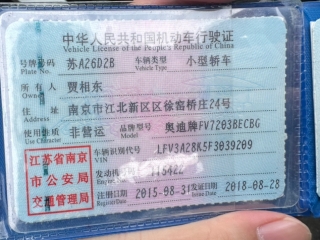 中华人民共和国机动车行驶证
Vehicle License of the People's Republic of China
号牌号码 苏A26D2B 车辆类型 小型轿车
Plate No. Vehicle Type
所有人 贾相东
Owner
住址 南京市江北新区区徐窑桥庄24号
Address
使用性质 非营运 品牌型号 奥迪牌FV7203BECBG
Use Character Model
江苏省南京市公安局交通管理局
车辆识别代号 LFV3A28K5F3039209
VIN
发动机
注册日期 2015-98-31 发证日期 2018-08-28
Register Date Issue Date